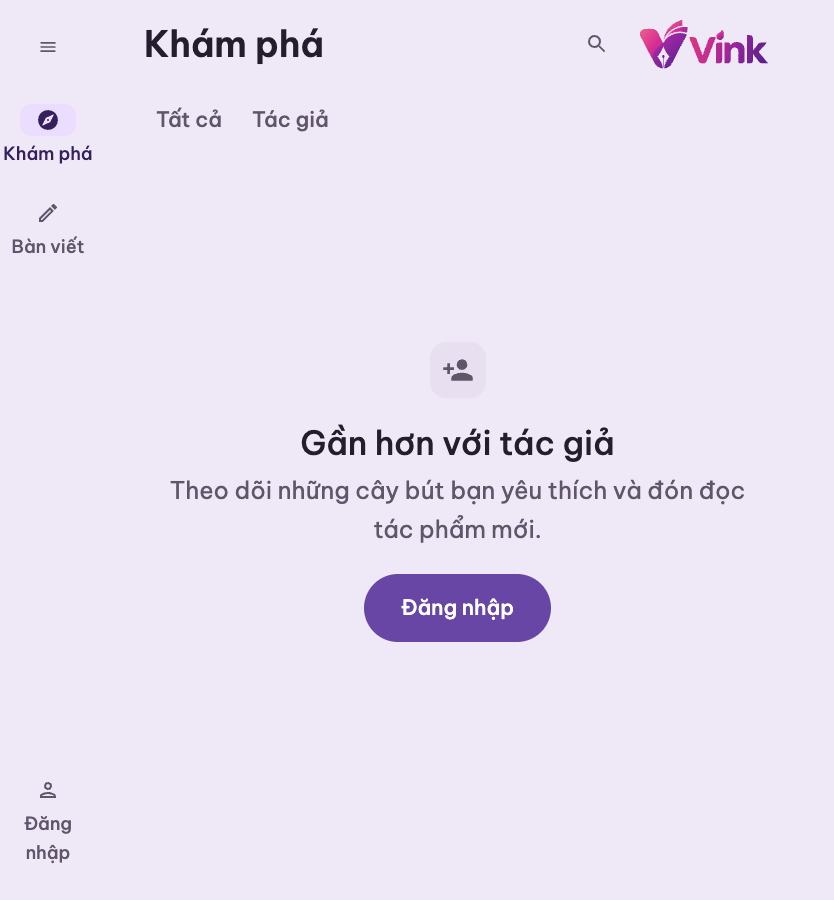 Khám phá
Vink
Khám phá
Bàn viết
Tất cả
Tác giả
Gần hơn với tác giả
Theo dõi những cây bút bạn yêu thích và đón đọc
tác phẩm mới.
Đăng nhập
Đăng
nhập